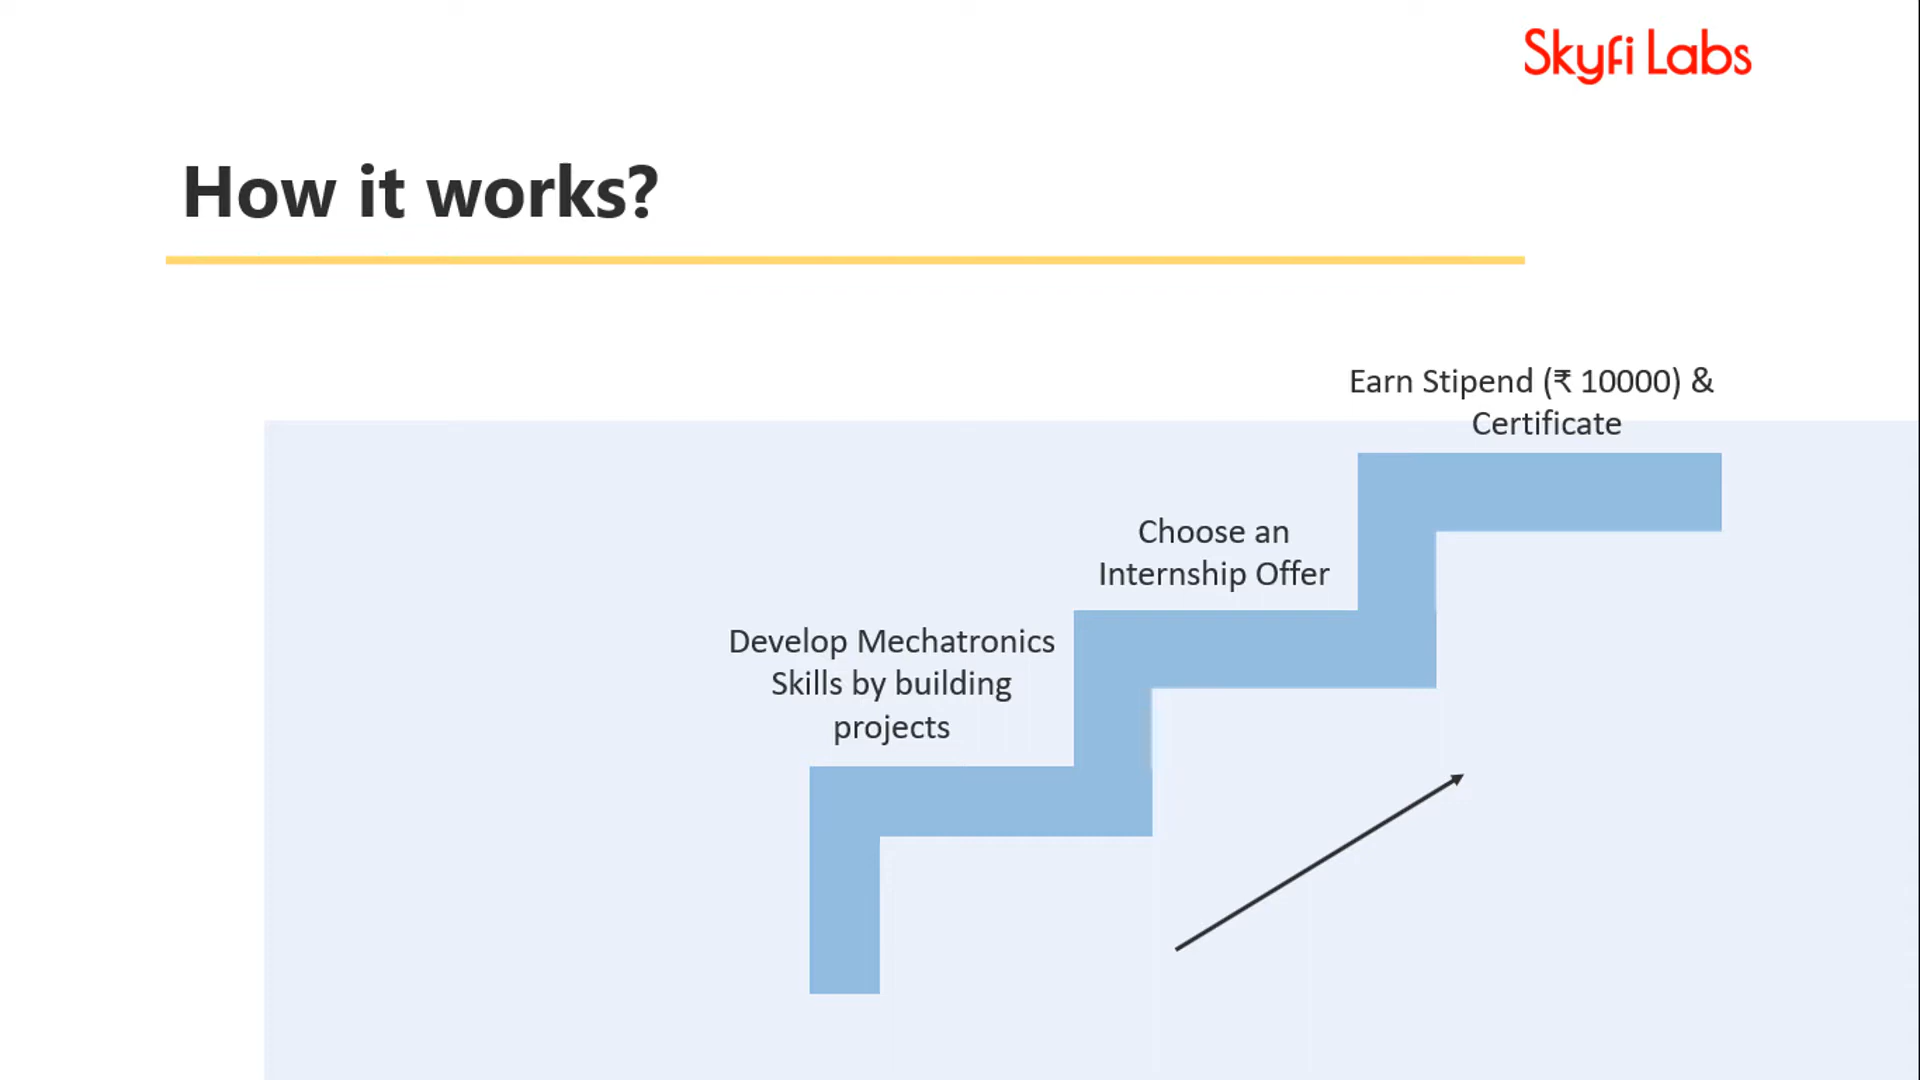 Skyfi Labs
How it works?
Earn Stipend (₹ 10000) &
Certificate
Choose an
Internship Offer
Develop Mechatronics
Skills by building
projects